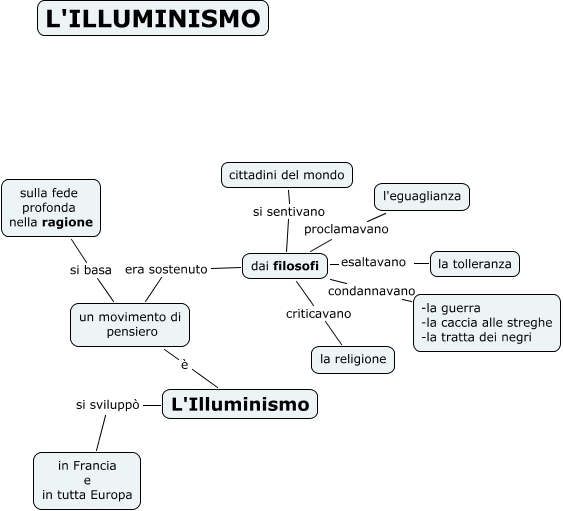 L'ILLUMINISMO
cittadini del mondo
sulla fede
profonda
nella ragione
l'eguaglianza
si sentivano
proclamavano
si basa
era sostenuto
dai filosofi
esaltavano
la tolleranza
condannavano
-la guerra
-la caccia alle streghe
-la tratta dei negri
un movimento di
pensiero
criticavano
la religione
è
L'Illuminismo
si sviluppò
in Francia
e
in tutta Europa